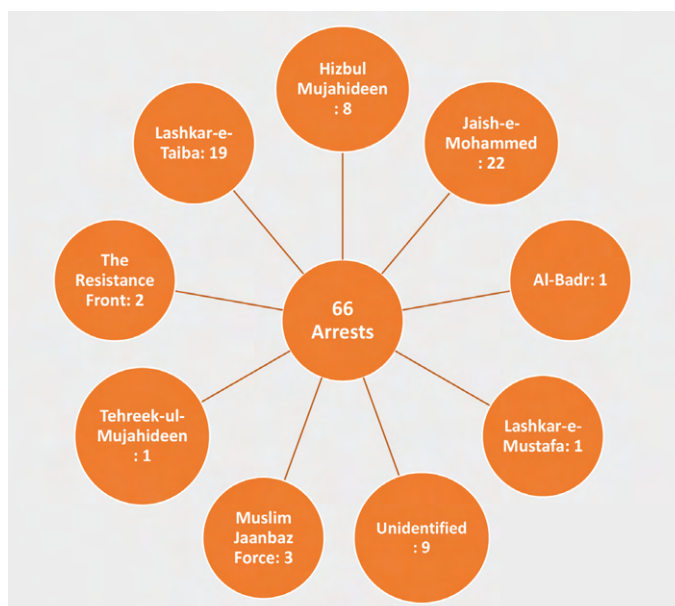 Hizbul
Mujahideen
: 8
Jaish-e-
Mohammed
: 22
Al-Badr: 1
Lashkar-e-
Mustafa: 1
Unidentified
: 9
Muslim
Jaanbaz
Force: 3
Tehreek-ul-
Mujahideen
: 1
The
Resistance
Front: 2
Lashkar-e-
Taiba: 19
66
Arrests